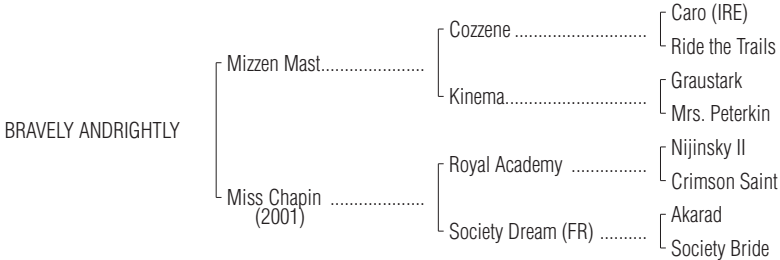 Caro (IRE)
Cozzene ............................
Ride the Trails
Mizzen Mast......................
Graustark
Kinema..............................
Mrs. Peterkin
BRAVELY ANDRIGHTLY
Nijinsky II
Royal Academy ................
Crimson Saint
Miss Chapin ....................
(2001)
Akarad
Society Dream (FR) ..........
Society Bride